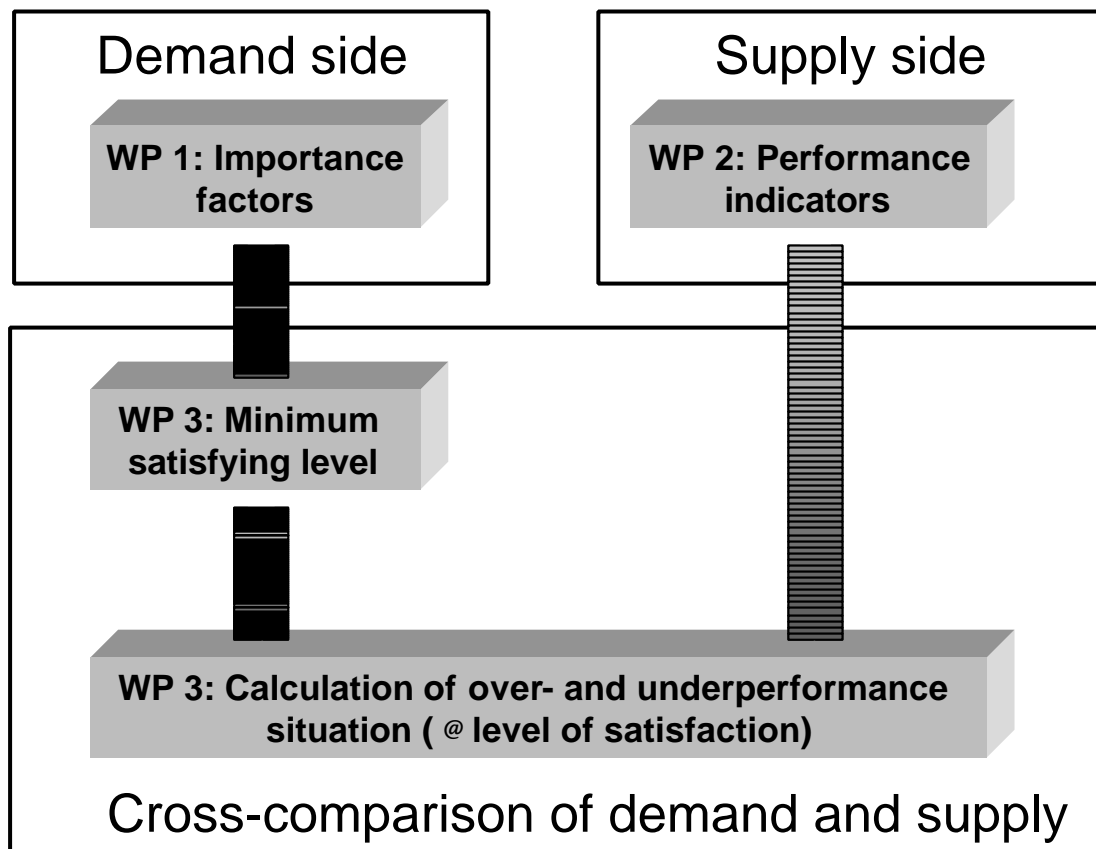 Demand side
Supply side
WP 1: Importance
factors
WP 2: Performance
indicators
WP 3: Minimum
satisfying level
WP 3: Calculation of over- and underperformance
situation ( @ level of satisfaction)
Cross-comparison of demand and supply